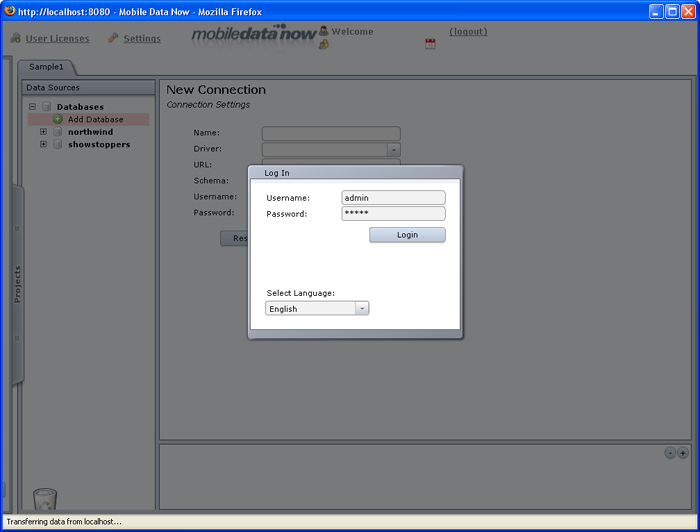 http://localhost:8080 - Mobile Data Now - Mozilla Firefox
User Licenses
Settings
mobiledata now
Welcome
(logout)
Sample1
Data Sources
Databases
Add Database
northwind
showstoppers
Projects
New Connection
Connection Settings
Name:
Driver:
URL:
Schema:
Username:
Password:
Res
Log In
Username: admin
Password: *****
Login
Select Language:
English
Transferring data from localhost...